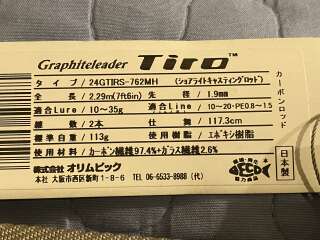 Graphiteleader Tiro™
タイプ／24GTIRS-762MH （ショアライトキャスティングロッド）
全長／2.29m(7ft6in) 先径／1.9mm
適合Lure／10～35g 適合Line／10～20・PE0.8～1.5
継数／2本 仕舞／117.3cm
標準自重／113g 使用樹脂／エポキシ樹脂
使用材料／カーボン繊維97.4%+ガラス繊維2.6%
株式会社 オリムピック TEL 06-6533-8988（代）
本社 大阪市西区新町1-8-6
カーボンロッド
日本製